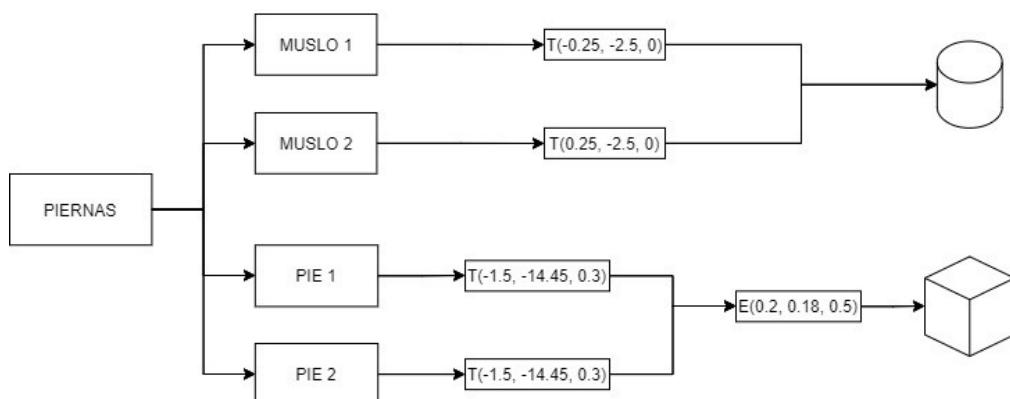 MUSLO 1
T(-0.25, -2.5, 0)
MUSLO 2
T(0.25, -2.5, 0)
PIERNAS
PIE 1
T(-1.5, -14.45, 0.3)
E(0.2, 0.18, 0.5)
PIE 2
T(-1.5, -14.45, 0.3)